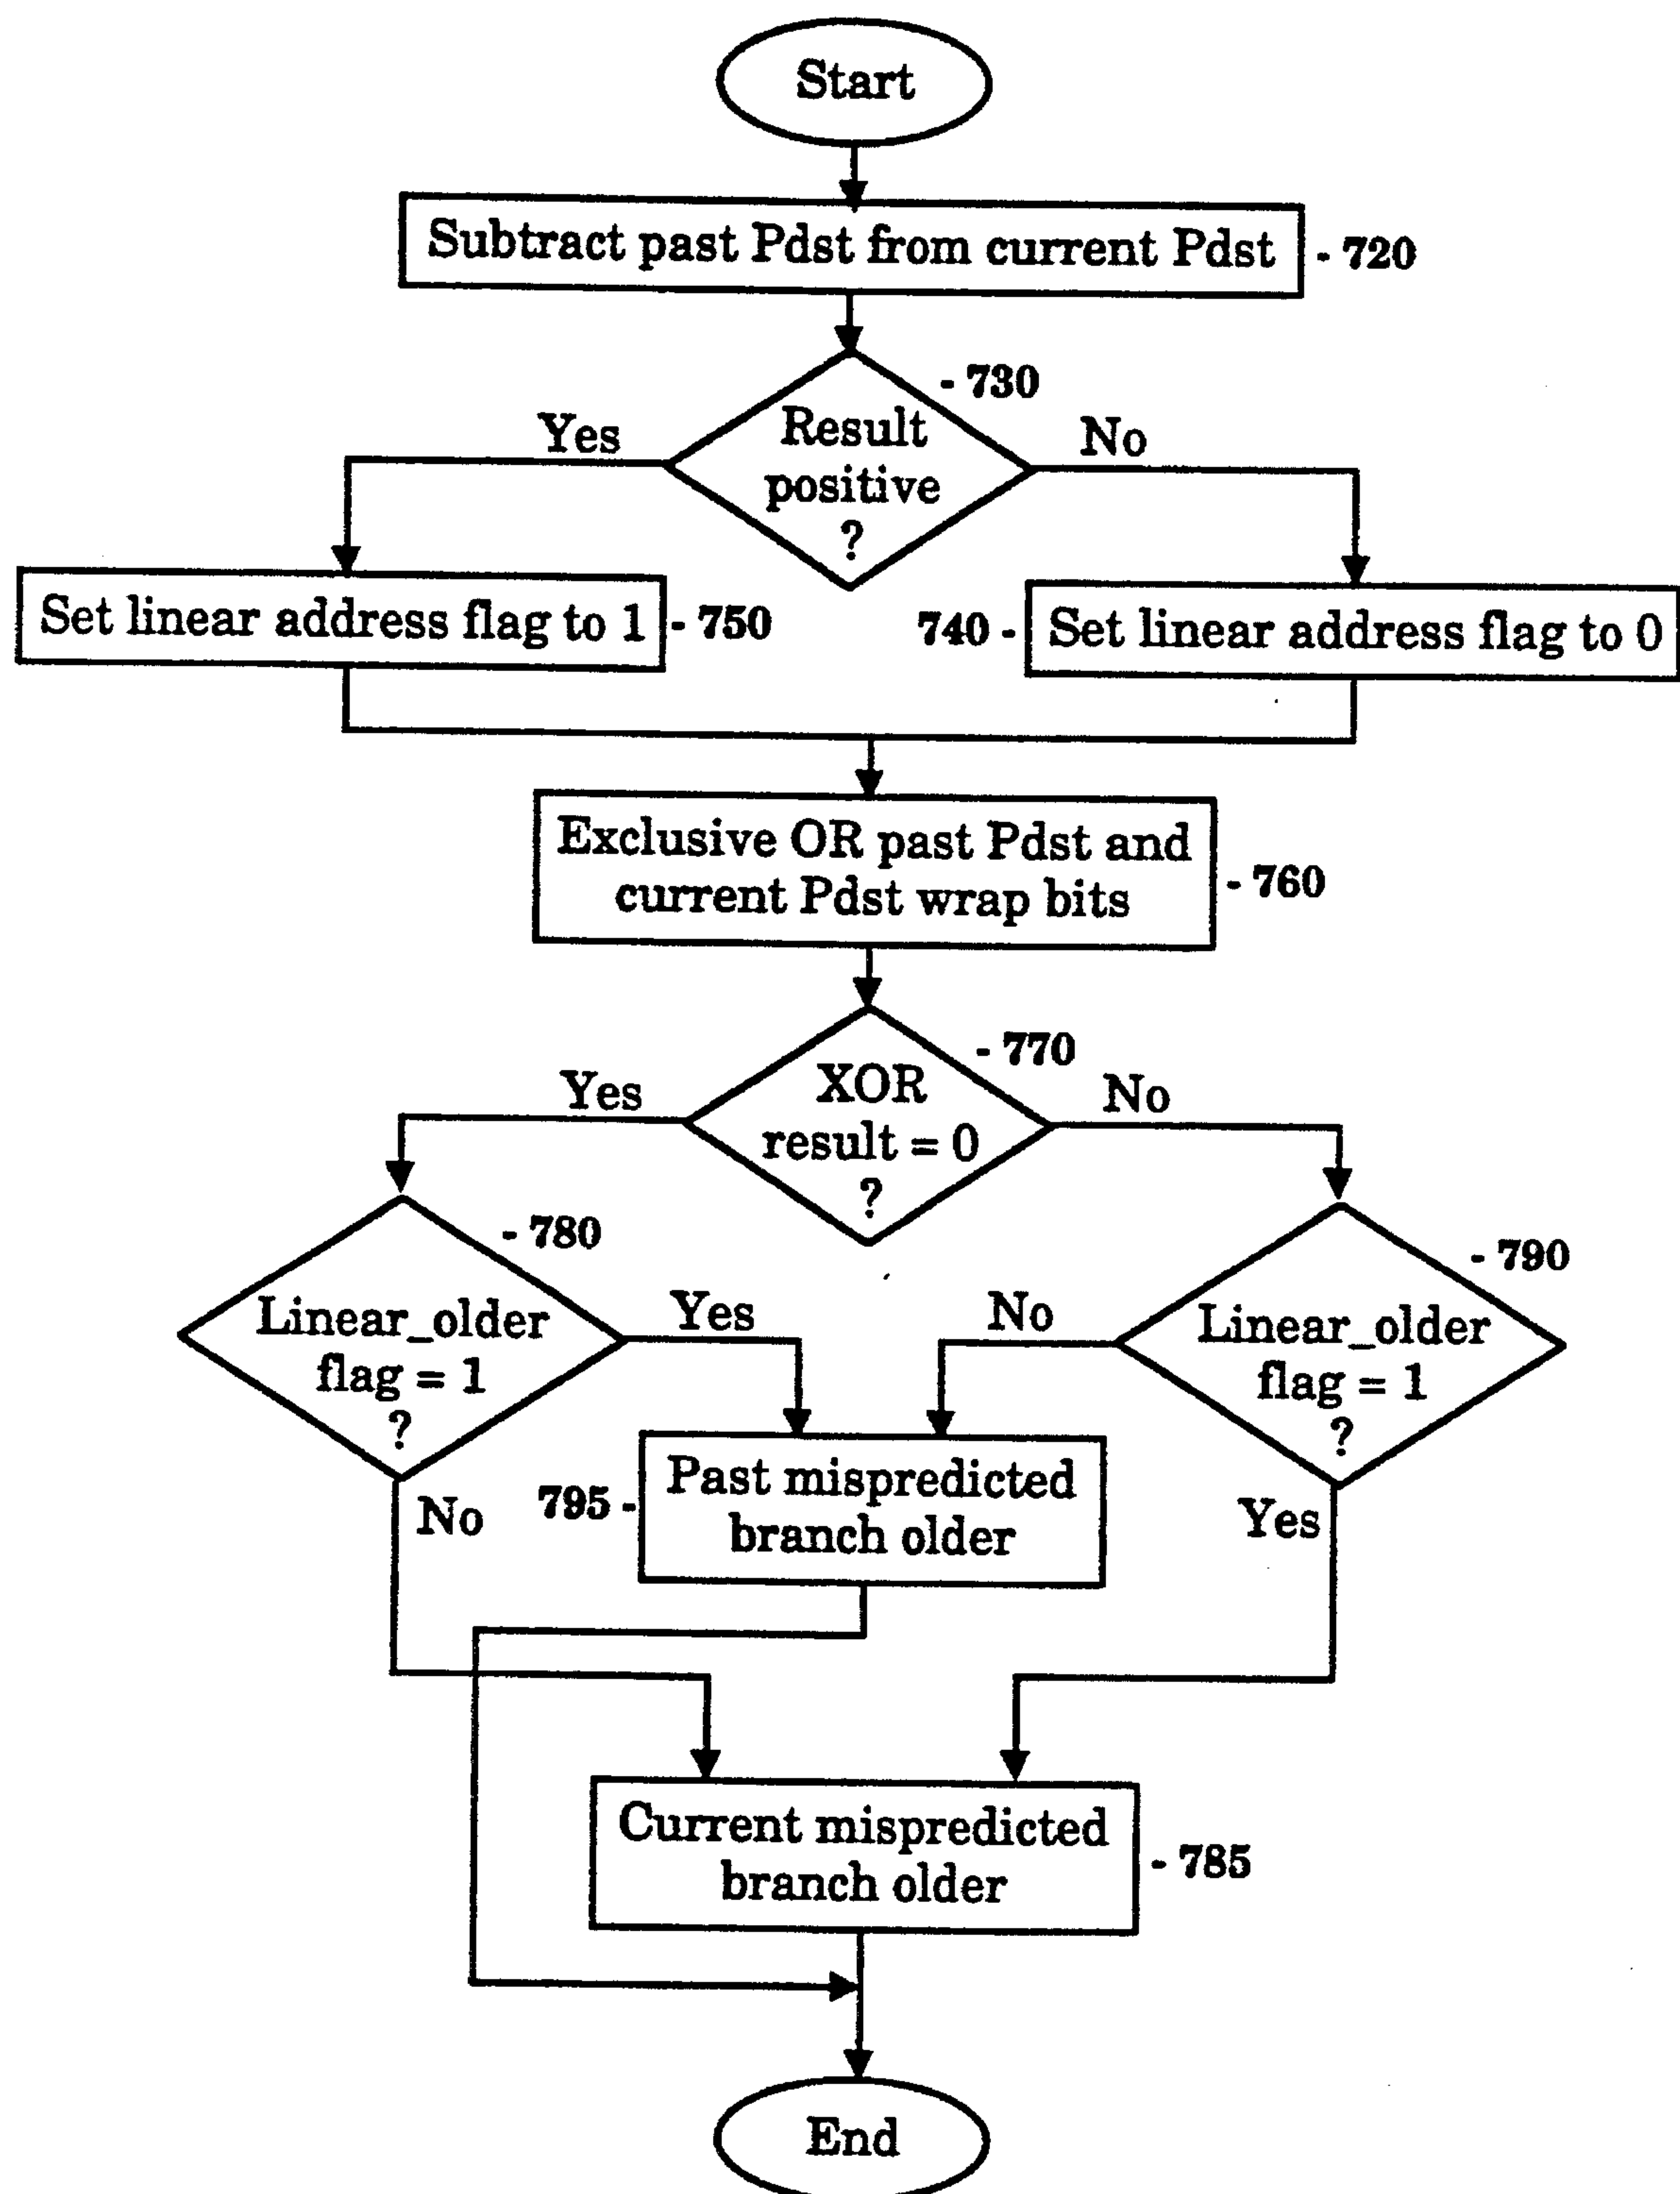 Start
Subtract past Pdst from current Pdst
- 720
- 730
Result
positive
?
Yes
No
Set linear address flag to 1
- 750
740 -
Set linear address flag to 0
Exclusive OR past Pdst and
current Pdst wrap bits
- 760
- 770
XOR
result = 0
?
Yes
No
- 780
Linear_older
flag = 1
?
Yes
No
- 790
Linear_older
flag = 1
?
No
Yes
795 -
Past mispredicted
branch older
Current mispredicted
branch older
- 785
End